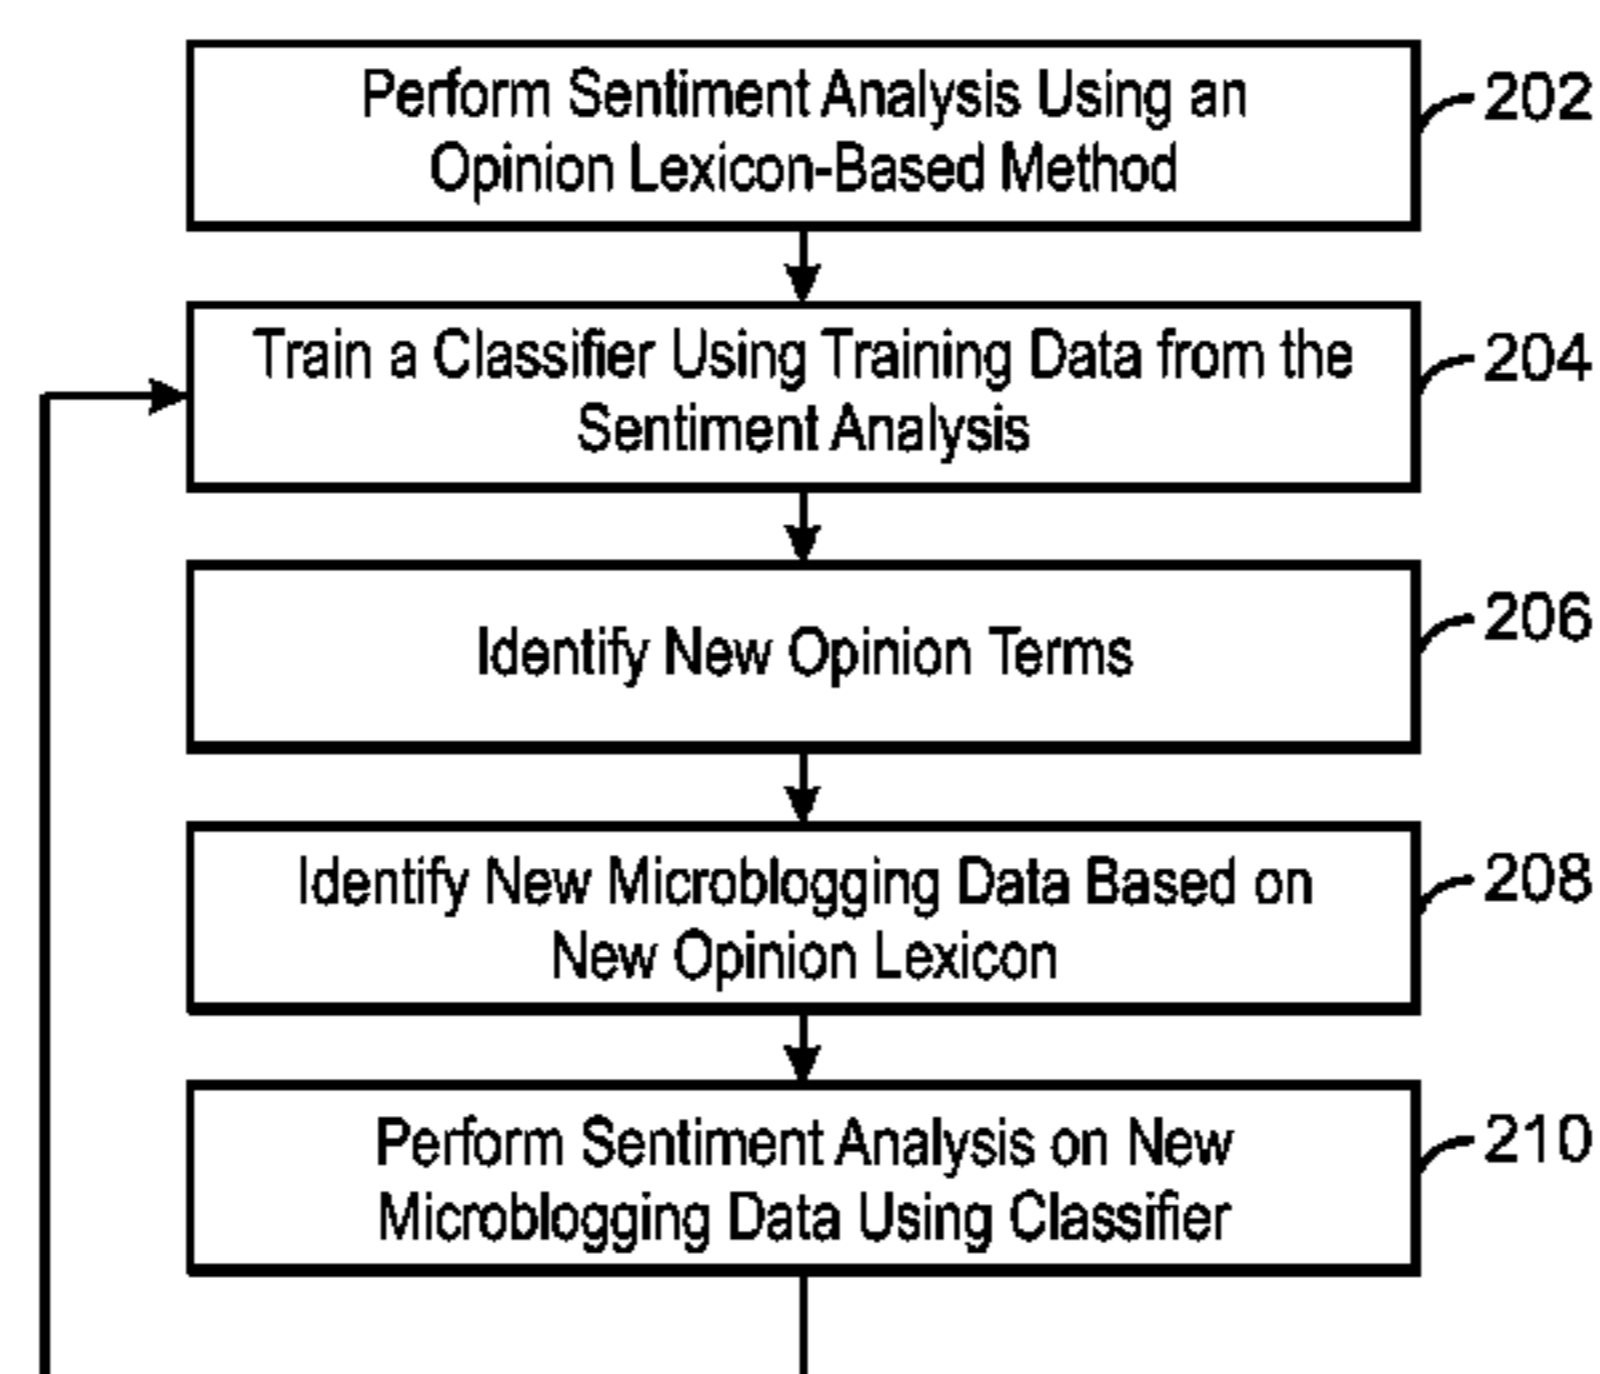 Perform Sentiment Analysis Using an
Opinion Lexicon-Based Method
202
Train a Classifier Using Training Data from the
Sentiment Analysis
204
Identify New Opinion Terms
206
Identify New Microblogging Data Based on
New Opinion Lexicon
208
Perform Sentiment Analysis on New
Microblogging Data Using Classifier
210